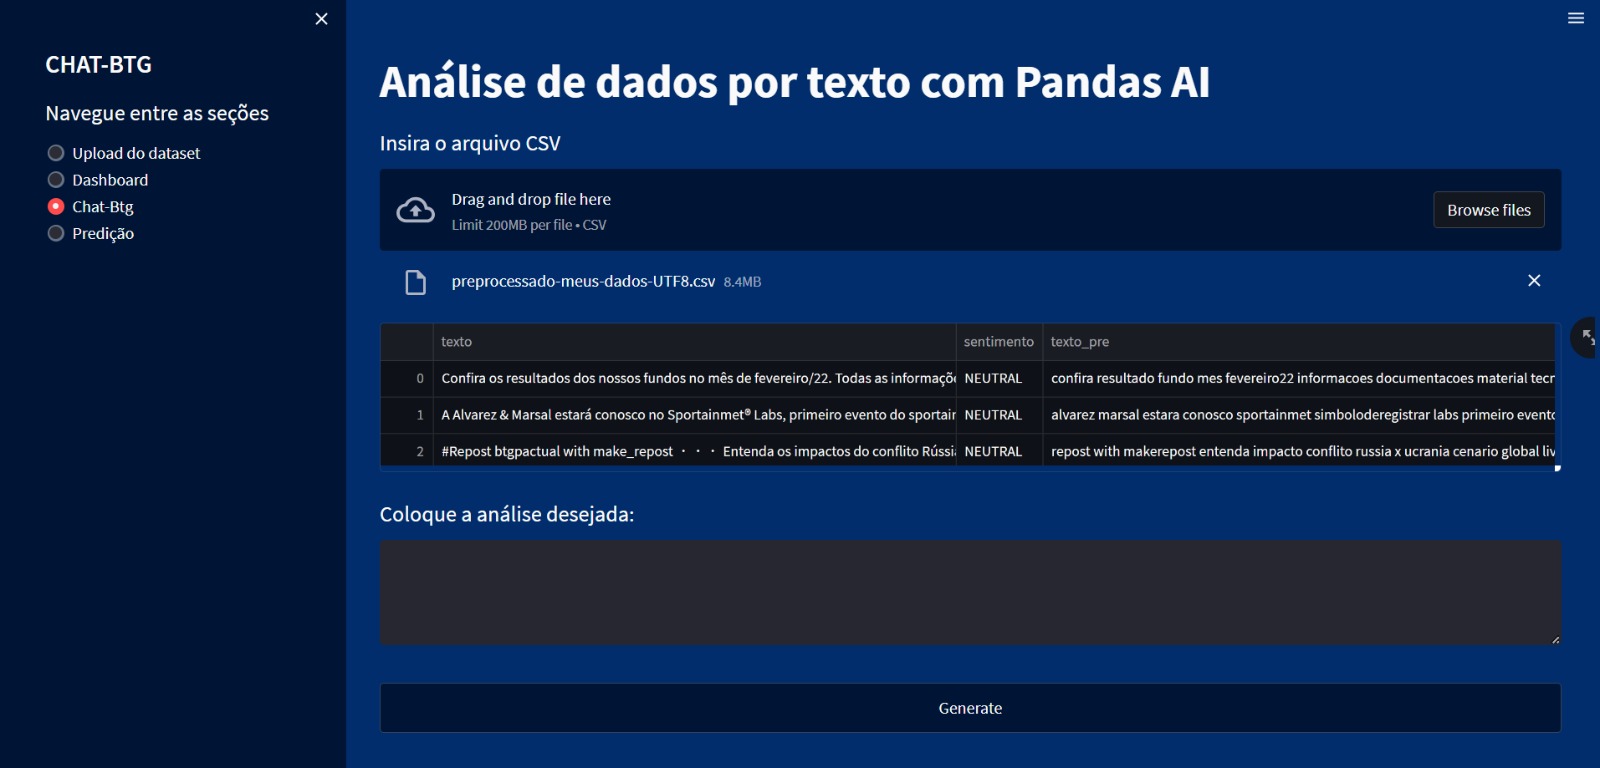 CHAT-BTG
Navegue entre as seções
Upload do dataset
Dashboard
Chat-Btg
Predição
Análise de dados por texto com Pandas AI
Insira o arquivo CSV
Drag and drop file here
Limit 200MB per file • CSV
Browse files
preprocessado-meus-dados-UTF8.csv 8.4MB
texto sentimento texto_pre
0 Confira os resultados dos nossos fundos no mês de fevereiro/22. Todas as NEUTRAL confira resultado fundo mes fevereiro22 informacoes documentacoes material
1 A Alvarez & Marsal estará conosco no Sportainmet® Labs, primeiro evento do NEUTRAL alvarez marsal estara conosco sportainmet simboloderegistrar labs primeiro
2 #Repost btgpactual with make_repost ・・・ Entenda os impactos do conflito NEUTRAL repost with makerepost entenda impacto conflito russia x ucrania cenario global
Coloque a análise desejada:
Generate